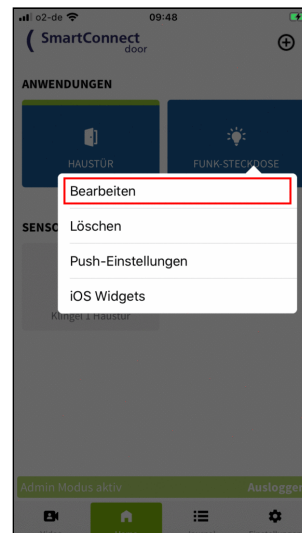 o2-de 09:48
SmartConnect
door
ANWENDUNGEN
HAUSTÜR
FUNK-STECKDOSE
Bearbeiten
SENSO
Löschen
Push-Einstellungen
iOS Widgets
Klingel 1 Haustür
Admin Modus aktiv
Ausloggen